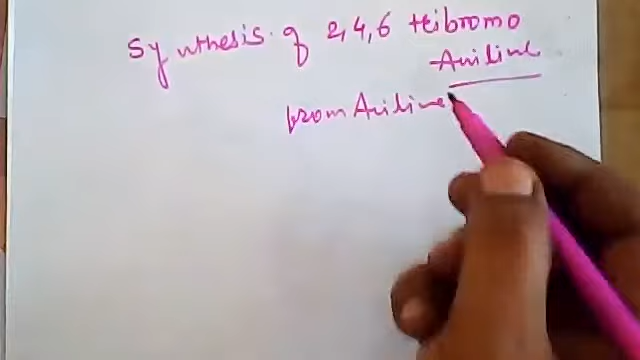 Synthesis of 2,4,6 tribromo
Aniline
from Aniline